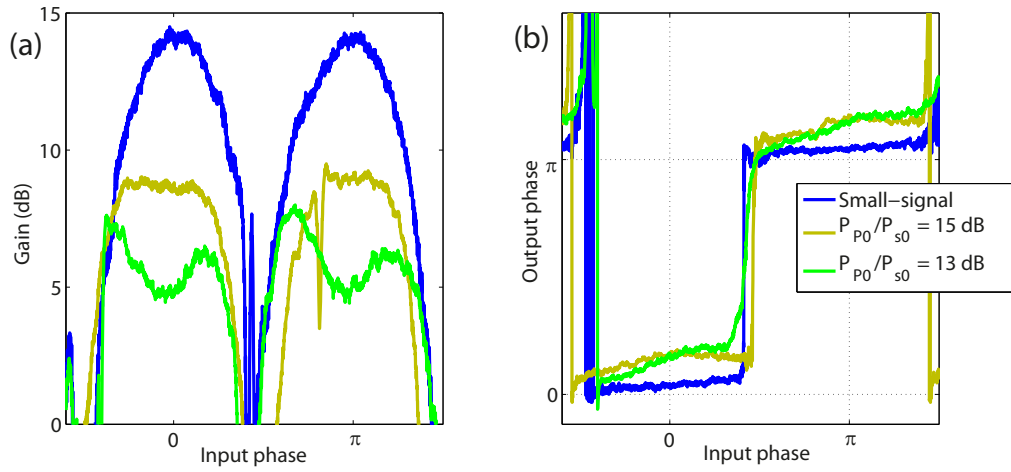 (a)
15
10
5
0
Gain (dB)
0
π
Input phase
(b)
π
0
Output phase
0
π
Input phase
Small−signal
P_P0/P_s0 = 15 dB
P_P0/P_s0 = 13 dB